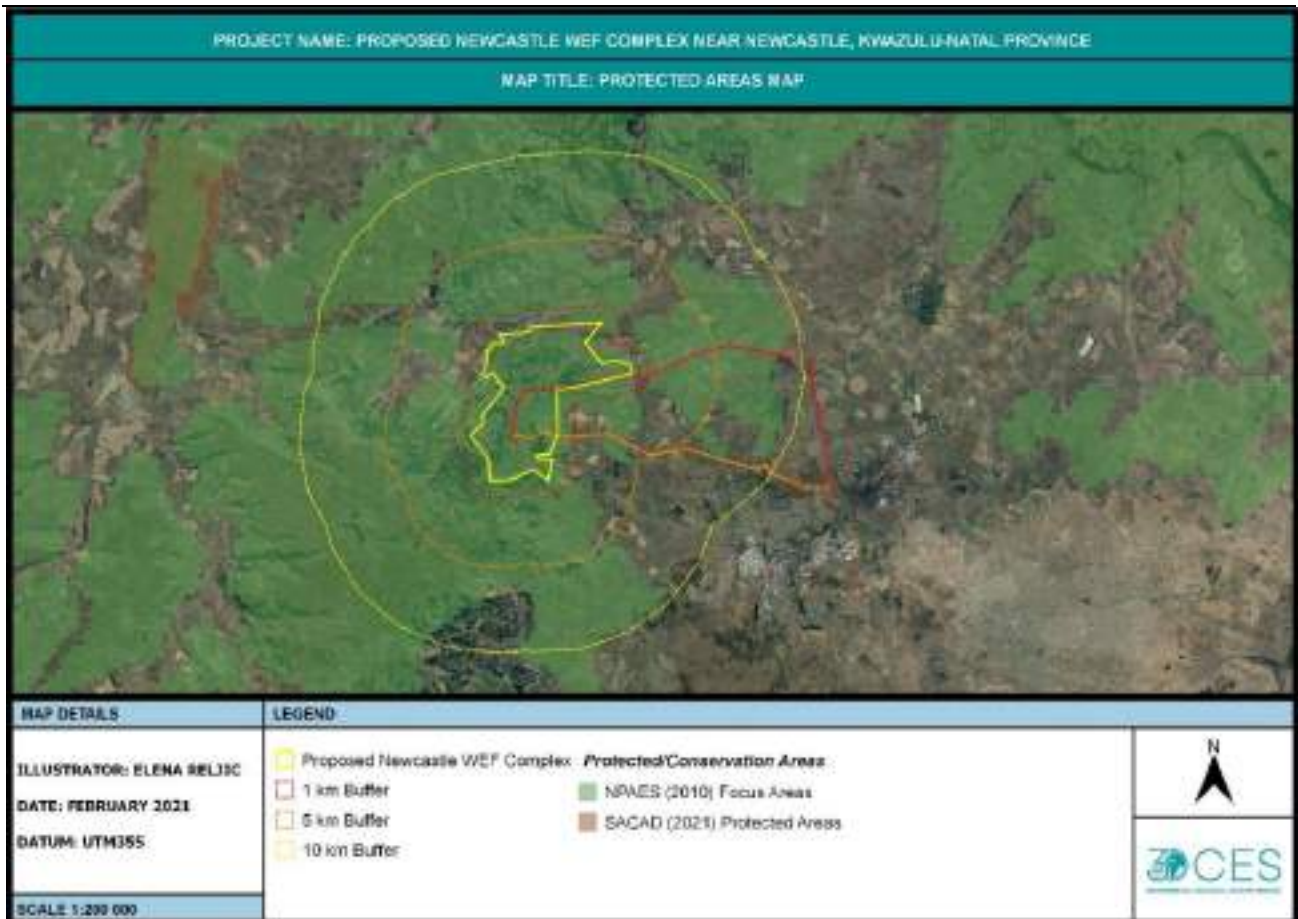 PROJECT NAME: PROPOSED NEWCASTLE WEF COMPLEX NEAR NEWCASTLE, KWAZULU-NATAL PROVINCE
MAP TITLE: PROTECTED AREAS MAP
MAP DETAILS
ILLUSTRATOR: ELENA RELJIC
DATE: FEBRUARY 2021
DATUM: UTM35S
SCALE 1:200 000
LEGEND
Proposed Newcastle WEF Complex
1 km Buffer
5 km Buffer
10 km Buffer
Protected/Conservation Areas
NPAES (2010) Focus Areas
SACAD (2021) Protected Areas
N
CES